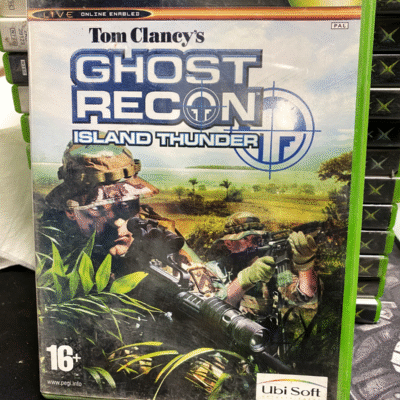 LIVE ONLINE ENABLED
PAL
Tom Clancy's
GHOST
RECON
ISLAND THUNDER
16+
www.pegi.info
Ubi Soft